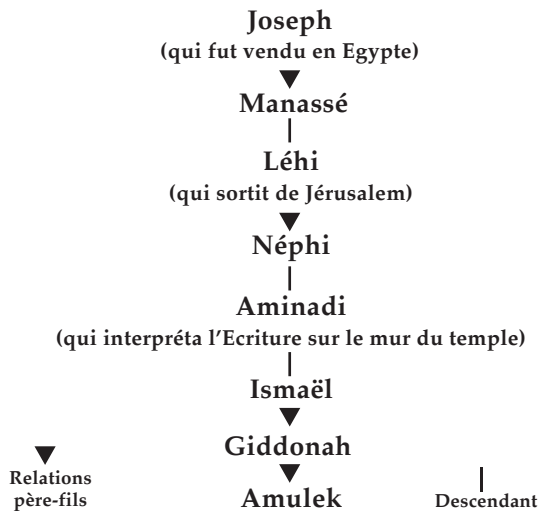 Joseph
(qui fut vendu en Egypte)
Manassé
Léhi
(qui sortit de Jérusalem)
Néphi
Aminadi
(qui interpréta l'Ecriture sur le mur du temple)
Ismaël
Giddonah
Amulek
Relations
père-fils
Descendant